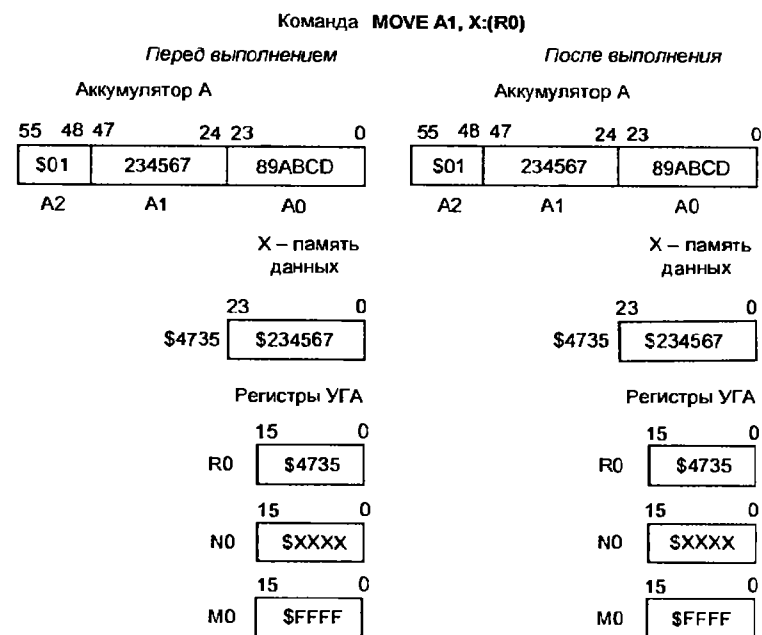 Команда MOVE A1, X:(R0)
Перед выполнением После выполнения
Аккумулятор А Аккумулятор А
55 48 47 24 23 0 55 48 47 24 23 0
$01 234567 89ABCD $01 234567 89ABCD
A2 A1 A0 A2 A1 A0
X – память X – память
данных данных
23 0 23 0
$4735 $234567 $4735 $234567
Регистры УГА Регистры УГА
15 0 15 0
R0 $4735 R0 $4735
15 0 15 0
N0 $XXXX N0 $XXXX
15 0 15 0
M0 $FFFF M0 $FFFF